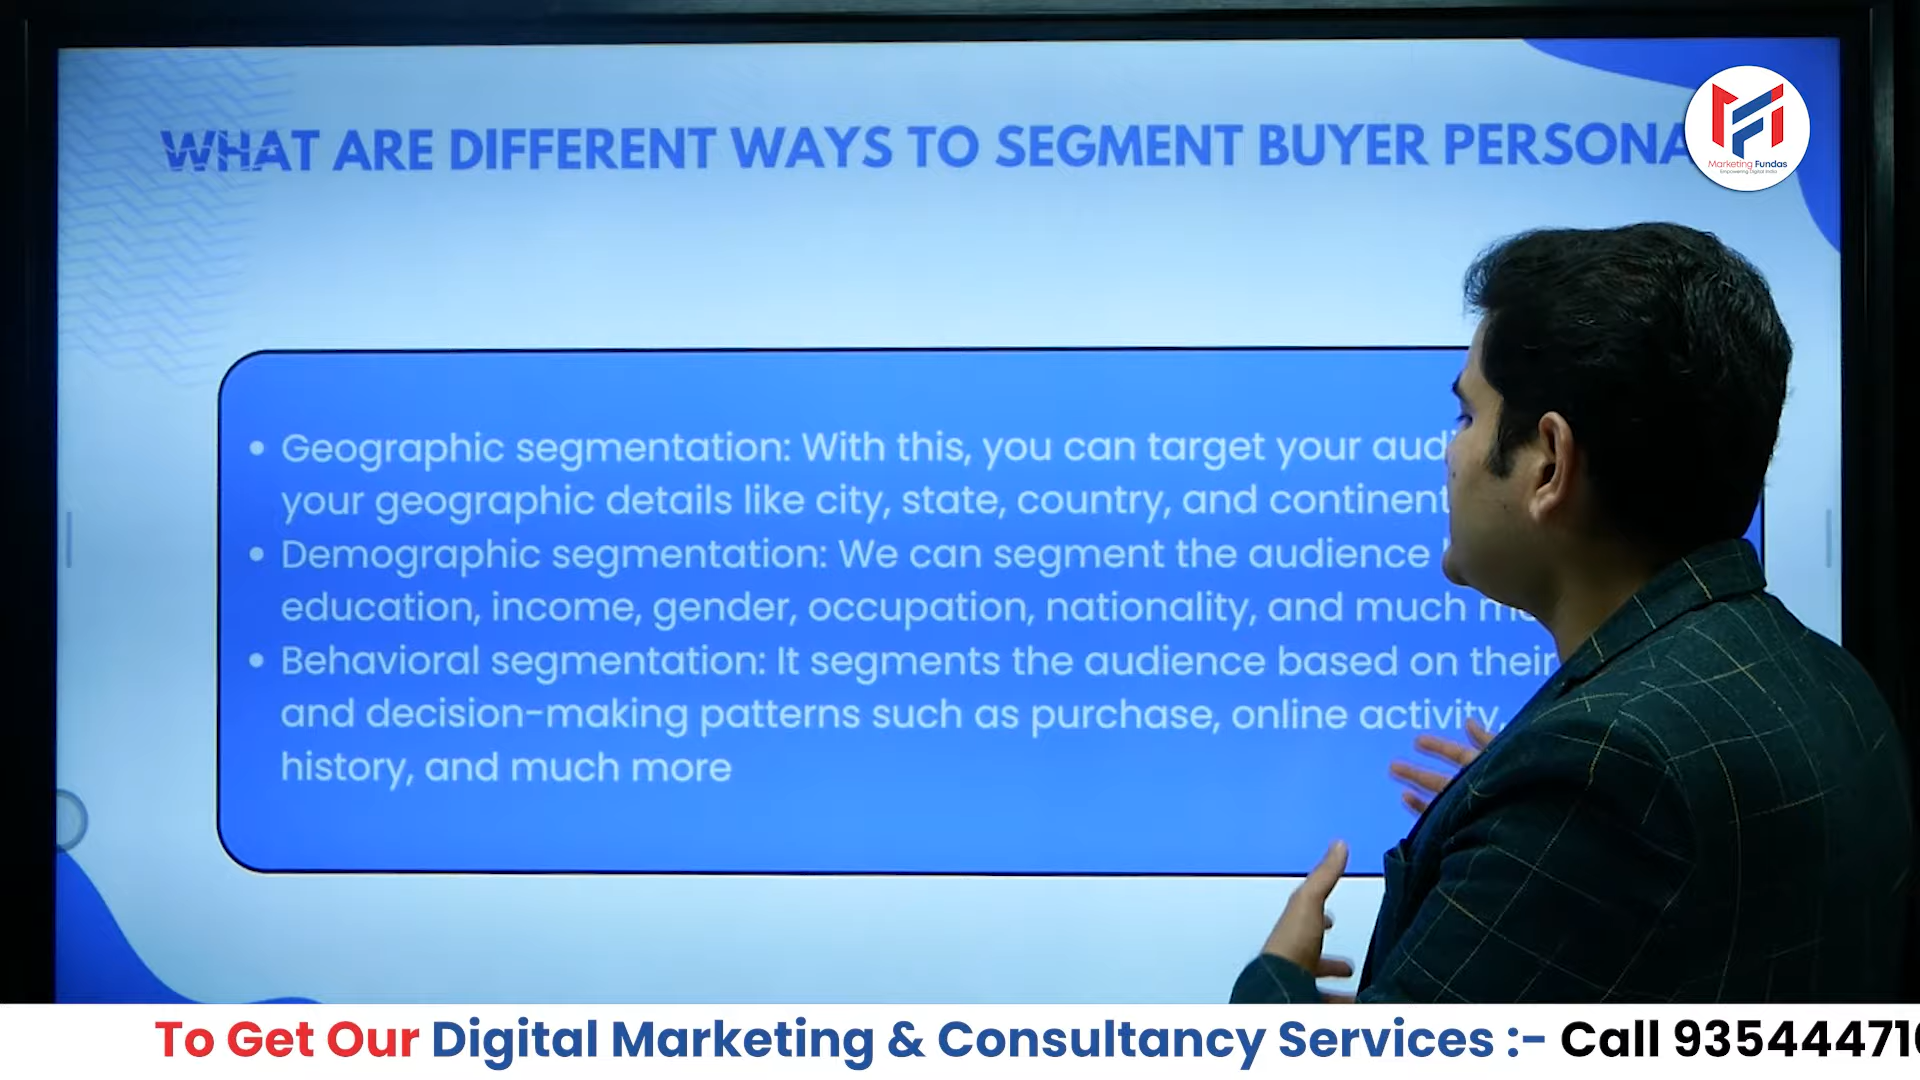 WHAT ARE DIFFERENT WAYS TO SEGMENT BUYER PERSONA
Marketing Fundas
Empowering Digital India
• Geographic segmentation: With this, you can target your
your geographic details like city, state, country, and continent
• Demographic segmentation: We can segment the audience
education, income, gender, occupation, nationality, and much
• Behavioral segmentation: It segments the audience based on their
and decision-making patterns such as purchase, online activity,
history, and much more
To Get Our Digital Marketing & Consultancy Services :- Call